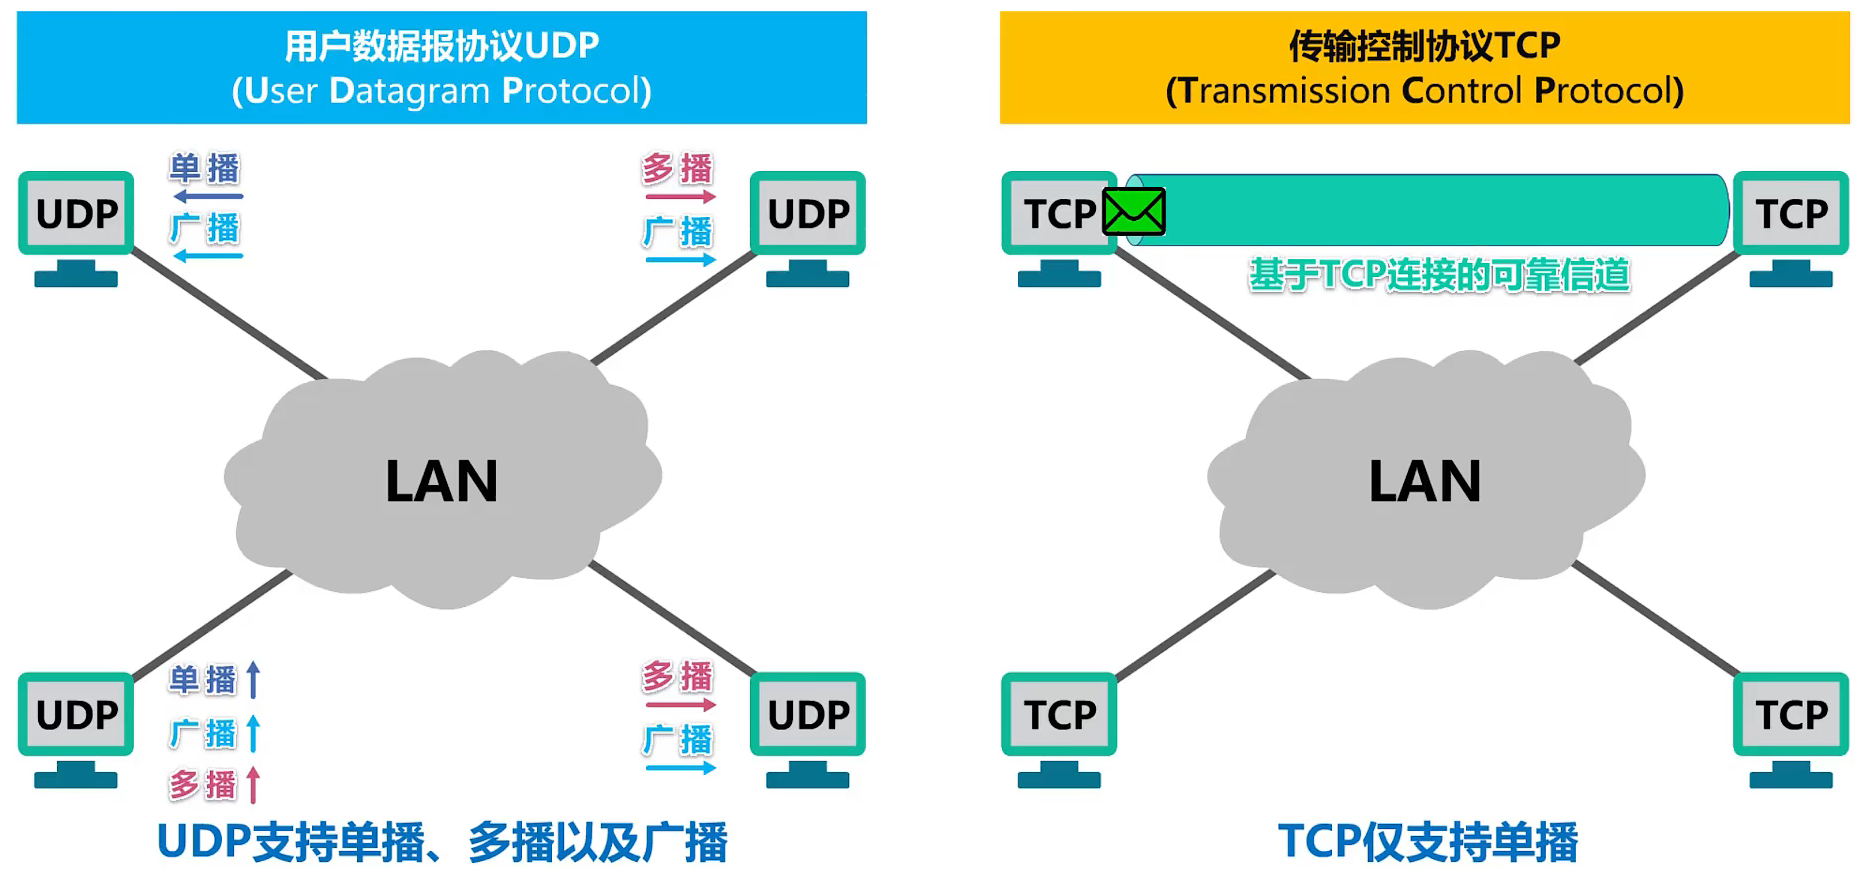 用户数据报协议UDP
(User Datagram Protocol)
单播
广播
多播
广播
UDP
UDP
LAN
单播
广播
多播
多播
广播
UDP
UDP
UDP支持单播、多播以及广播
传输控制协议TCP
(Transmission Control Protocol)
TCP
TCP
基于TCP连接的可靠信道
LAN
TCP
TCP
TCP仅支持单播